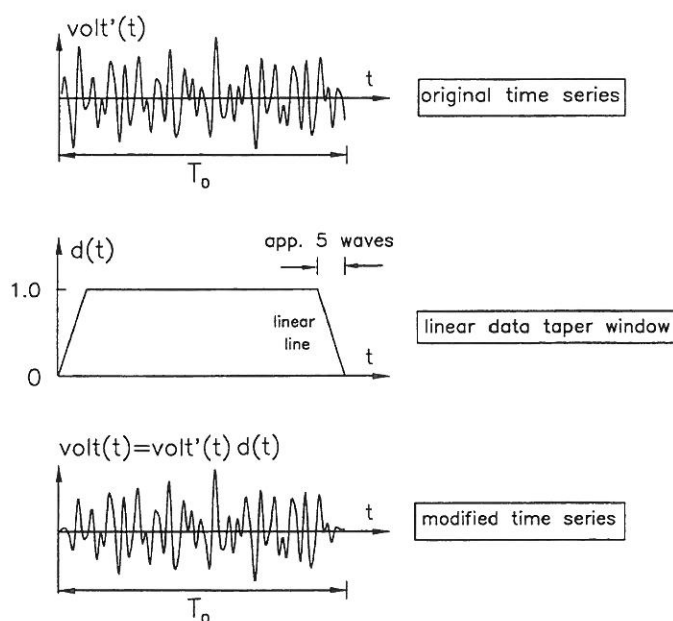 volt'(t)
t
original time series
T₀
app. 5 waves
d(t)
1.0
linear
line
t
linear data taper window
0
volt(t)=volt'(t) d(t)
t
modified time series
T₀